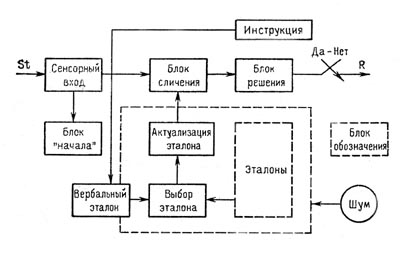 Инструкция
Да-Нет
St
Сенсорный
вход
Блок
сличения
Блок
решения
R
Блок
"начала"
Актуализация
эталона
Эталоны
Блок
обозначения
Вербальный
эталон
Выбор
эталона
Шум